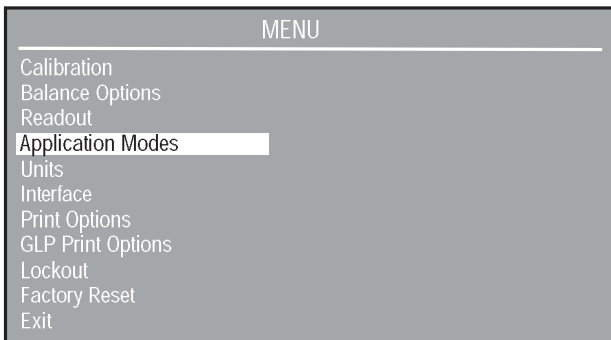 MENU
Calibration
Balance Options
Readout
Application Modes
Units
Interface
Print Options
GLP Print Options
Lockout
Factory Reset
Exit